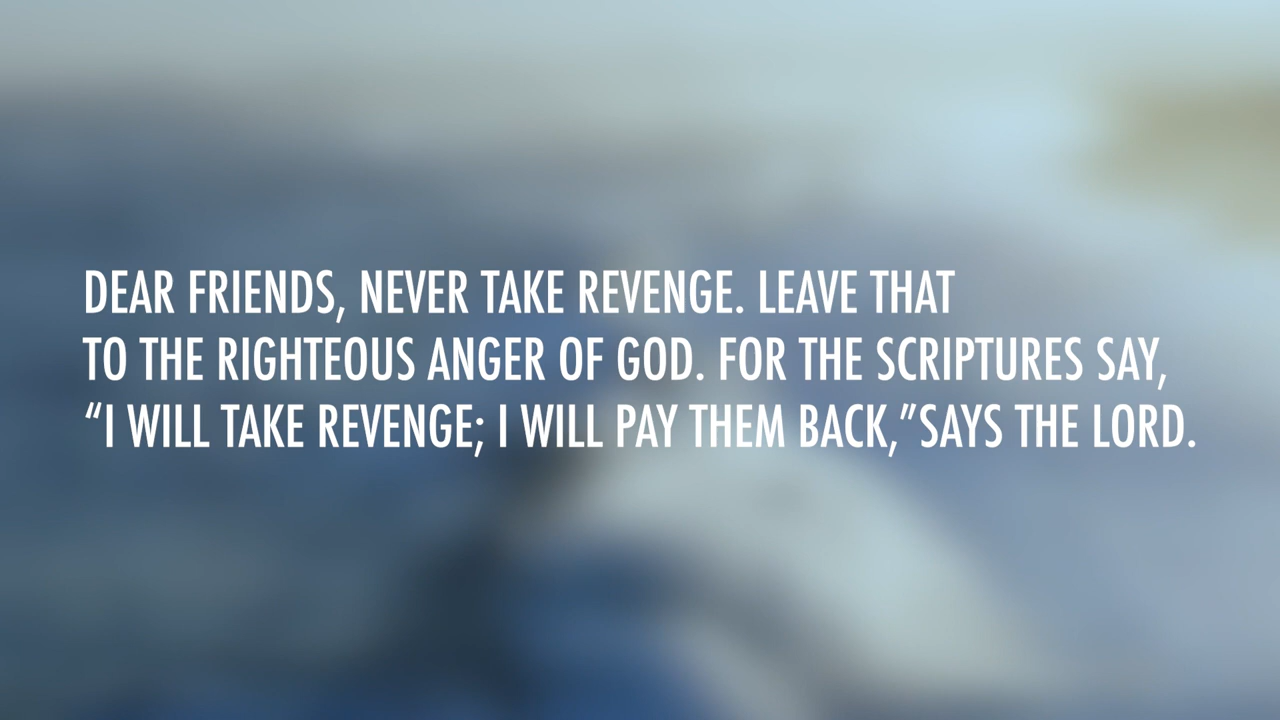 DEAR FRIENDS, NEVER TAKE REVENGE. LEAVE THAT
TO THE RIGHTEOUS ANGER OF GOD. FOR THE SCRIPTURES SAY,
“I WILL TAKE REVENGE; I WILL PAY THEM BACK,”SAYS THE LORD.